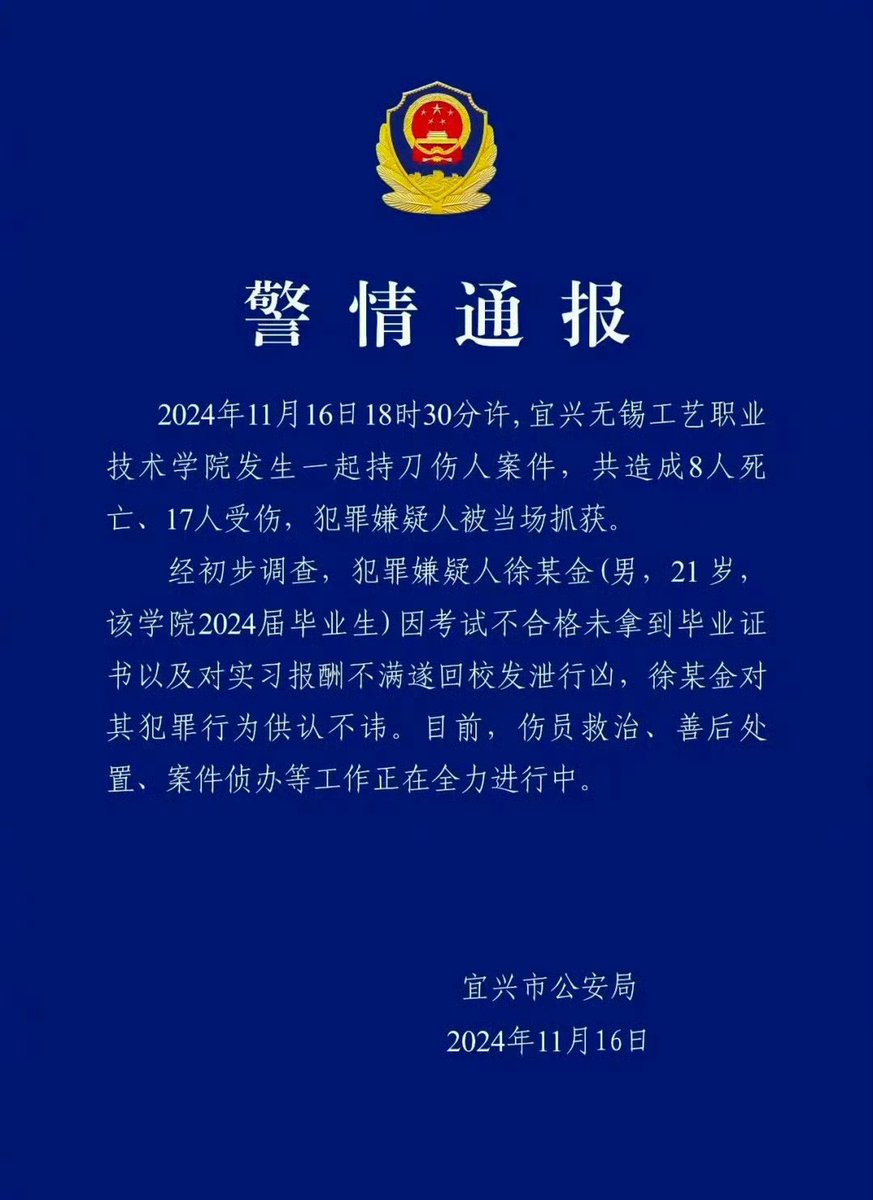 警情通报
2024年11月16日18时30分许,宜兴无锡工艺职业
技术学院发生一起持刀伤人案件，共造成8人死
亡、17人受伤，犯罪嫌疑人被当场抓获。
经初步调查，犯罪嫌疑人徐某金(男，21岁，
该学院2024届毕业生)因考试不合格未拿到毕业证
书以及对实习报酬不满遂回校发泄行凶，徐某金对
其犯罪行为供认不讳。目前，伤员救治、善后处
置、案件侦办等工作正在全力进行中。
宜兴市公安局
2024年11月16日